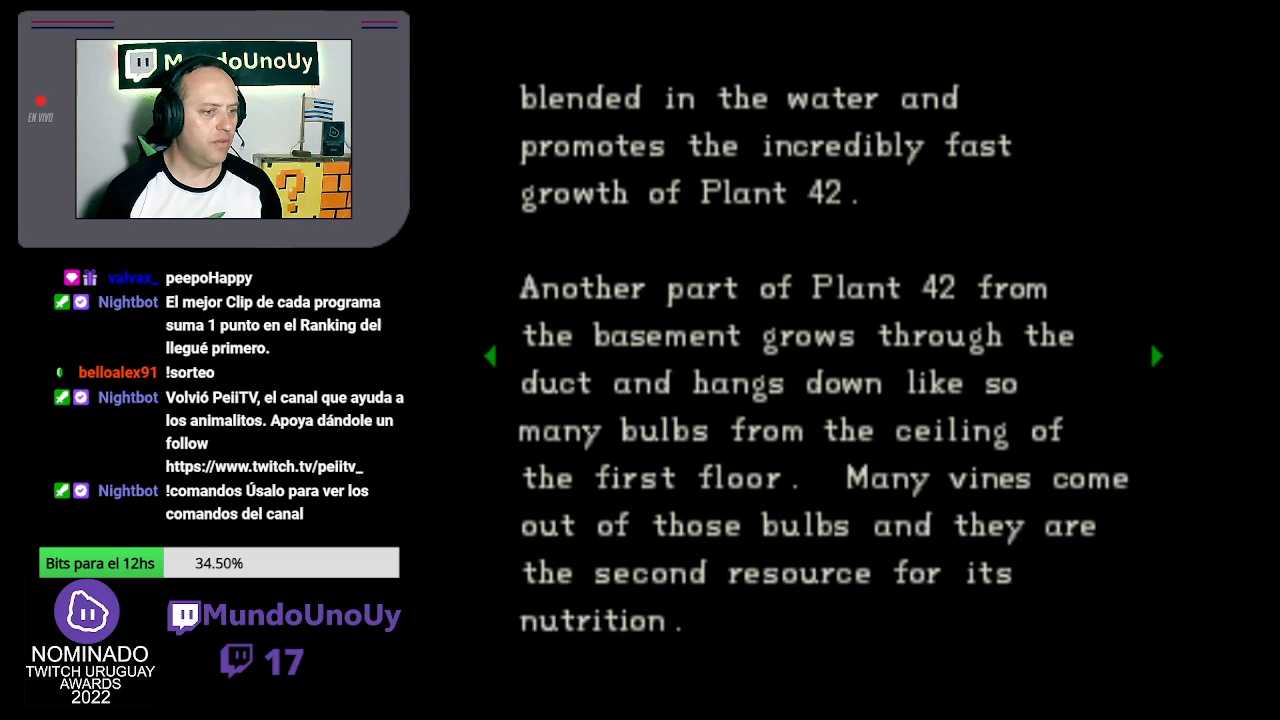 MundoUnoUy
EN VIVO
valvax_ peepoHappy
Nightbot El mejor Clip de cada programa
suma 1 punto en el Ranking del
llegué primero.
belloalex91 !sorteo
Nightbot Volvió PeiiTV, el canal que ayuda a
los animalitos. Apoya dándole un
follow
https://www.twitch.tv/peiitv_
Nightbot !comandos Úsalo para ver los
comandos del canal
Bits para el 12hs 34.50%
NOMINADO
TWITCH URUGUAY
AWARDS
2022
MundoUnoUy
17
blended in the water and
promotes the incredibly fast
growth of Plant 42.
Another part of Plant 42 from
the basement grows through the
duct and hangs down like so
many bulbs from the ceiling of
the first floor. Many vines come
out of those bulbs and they are
the second resource for its
nutrition.